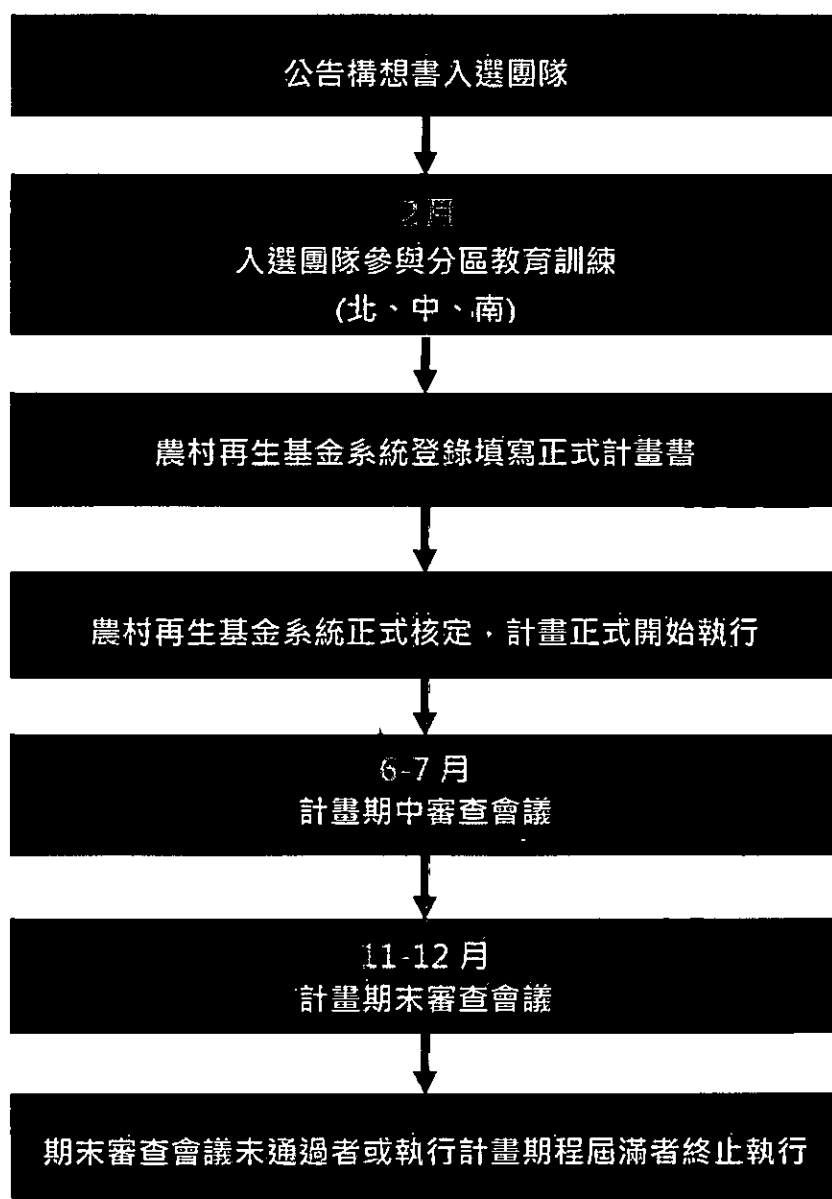 公告構想書入選團隊
2月
入選團隊參與分區教育訓練
(北、中、南)
農村再生基金系統登錄填寫正式計畫書
農村再生基金系統正式核定，計畫正式開始執行
6-7 月
計畫期中審查會議
11-12 月
計畫期末審查會議
期末審查會議未通過者或執行計畫期程屆滿者終止執行